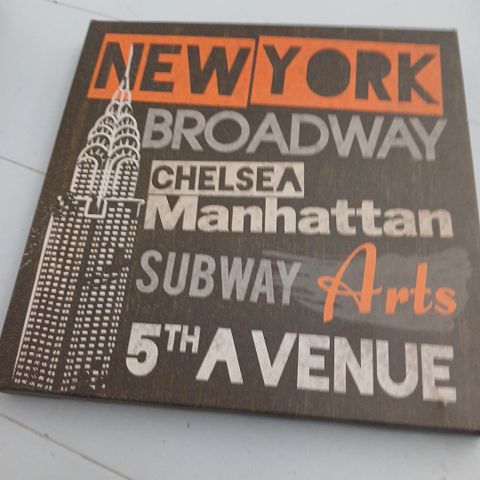 NEW YORK
BROADWAY
CHELSEA
Manhattan
SUBWAY Arts
5TH AVENUE